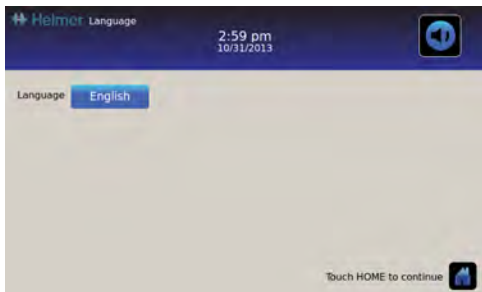 Helmer Language
2:59 pm
10/31/2013
Language English
Touch HOME to continue